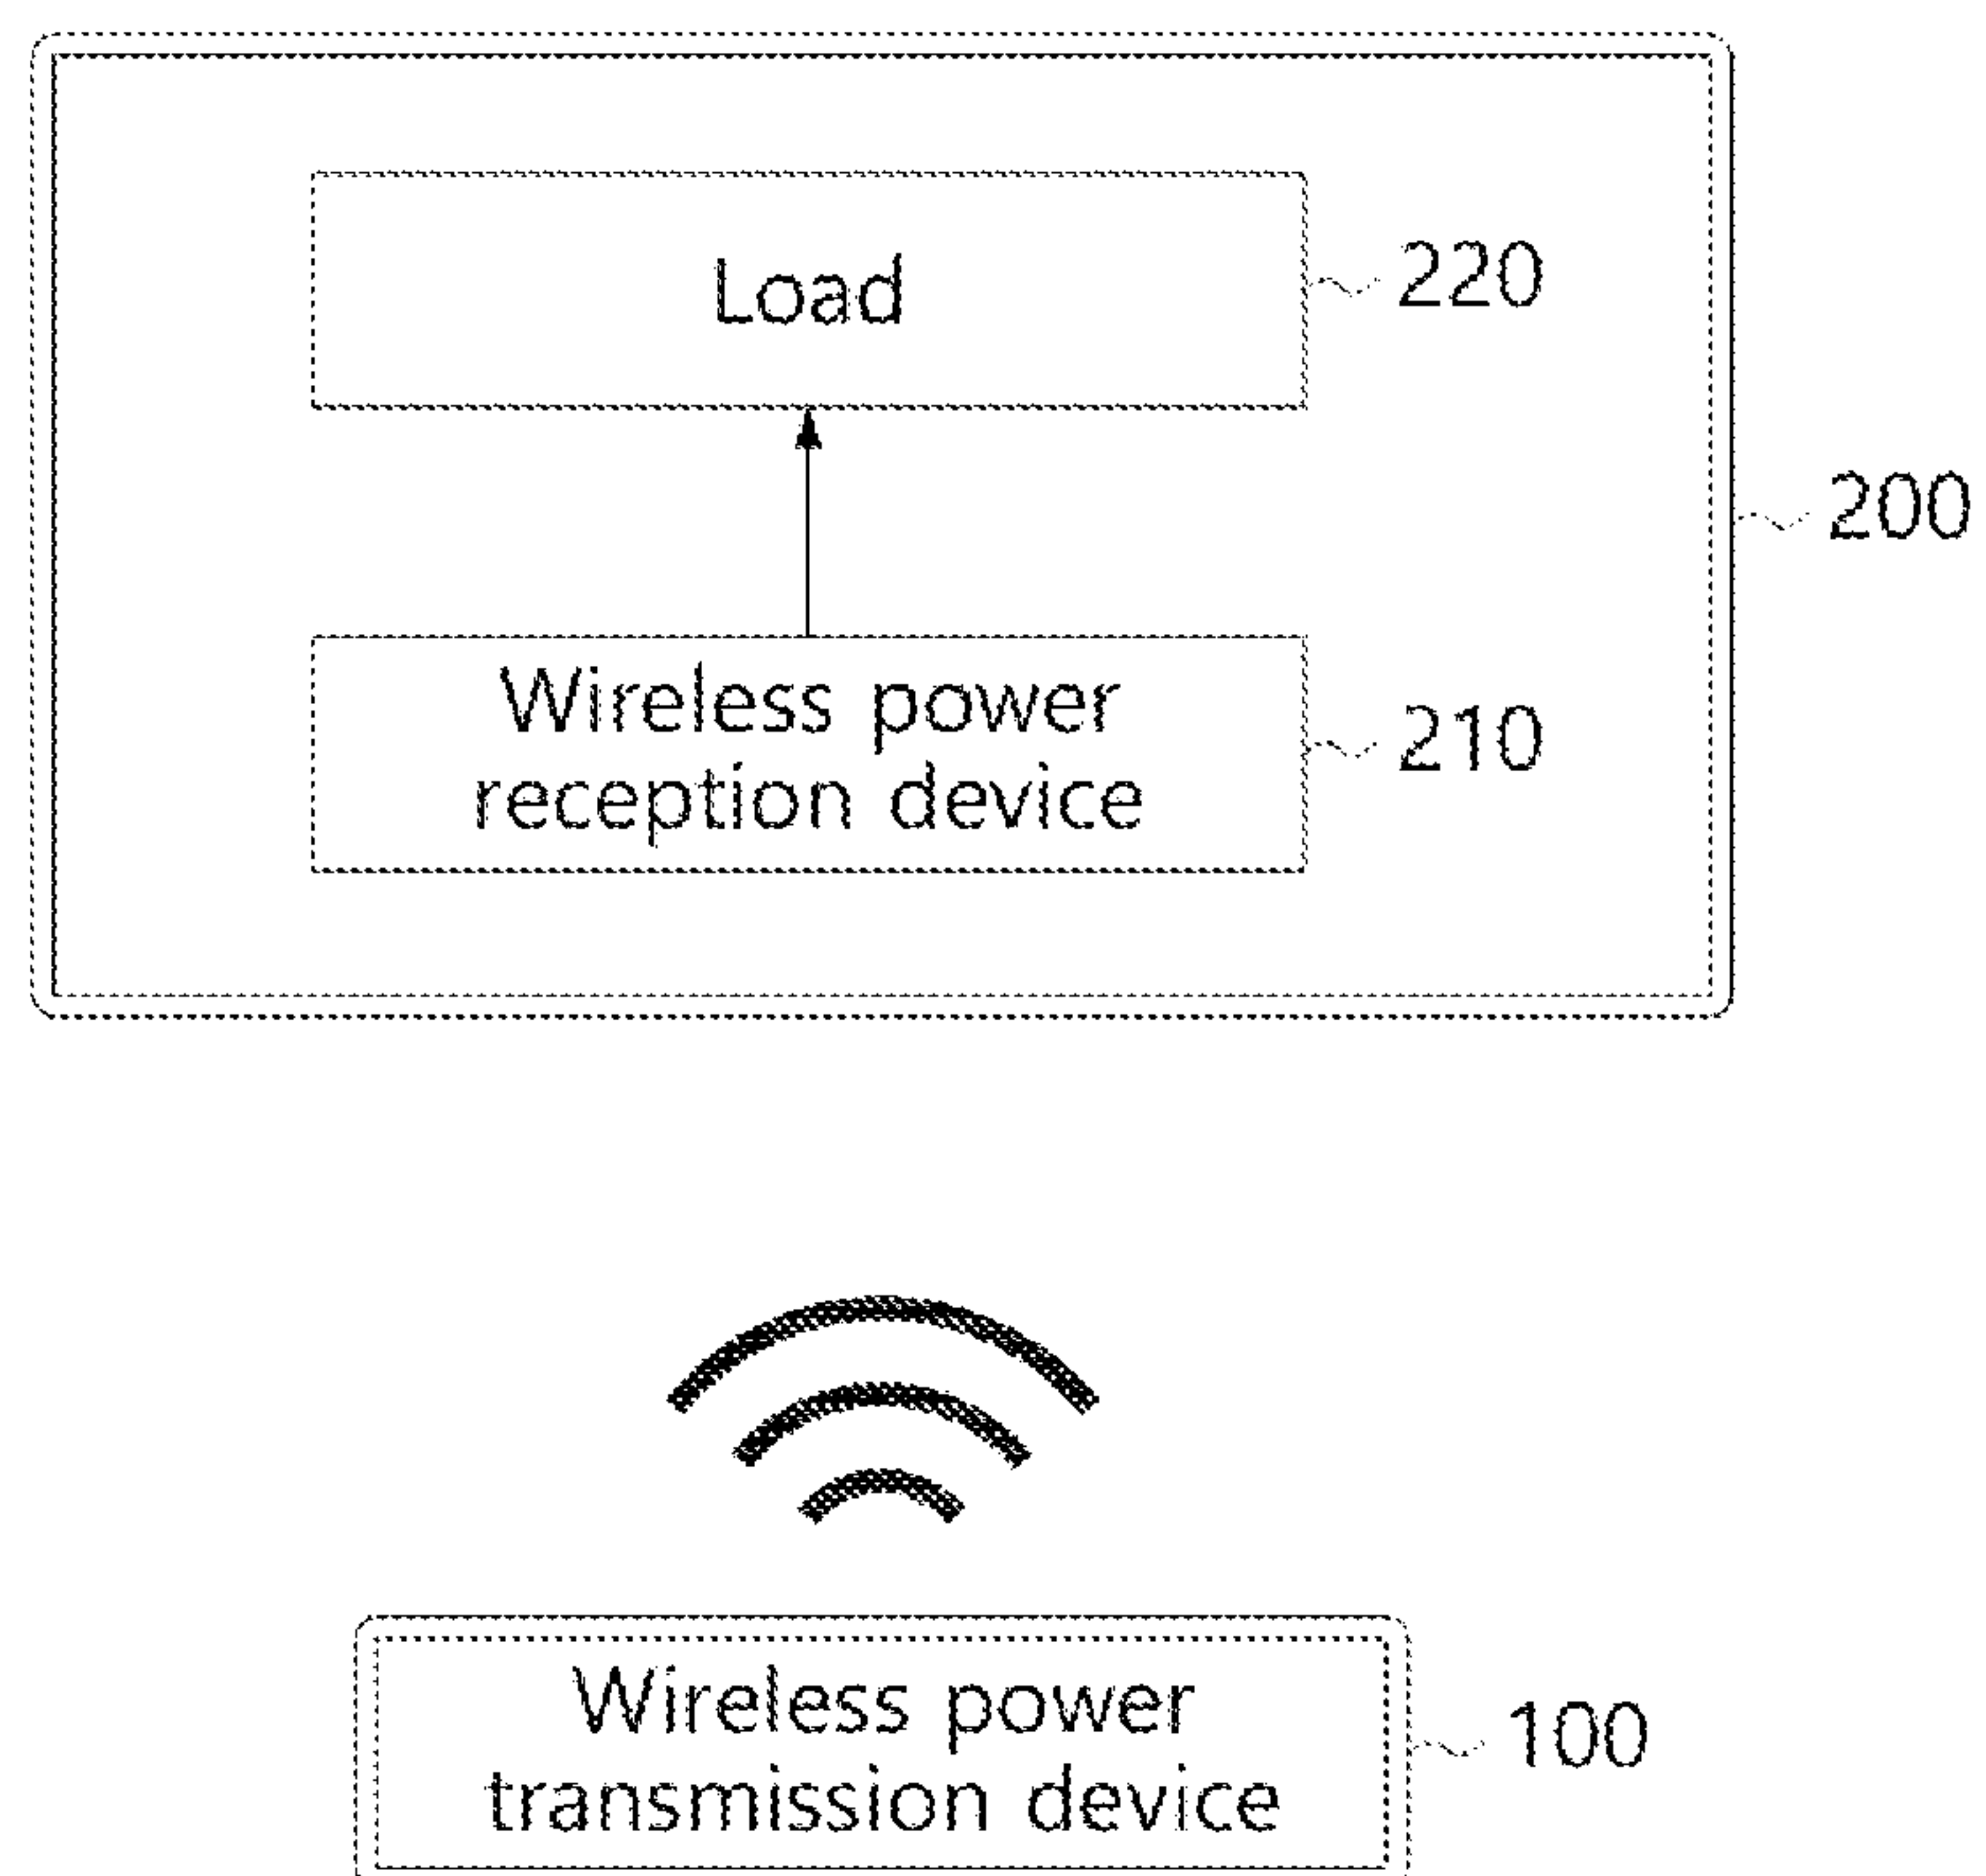 Load
220
200
Wireless power
reception device
210
Wireless power
transmission device
100